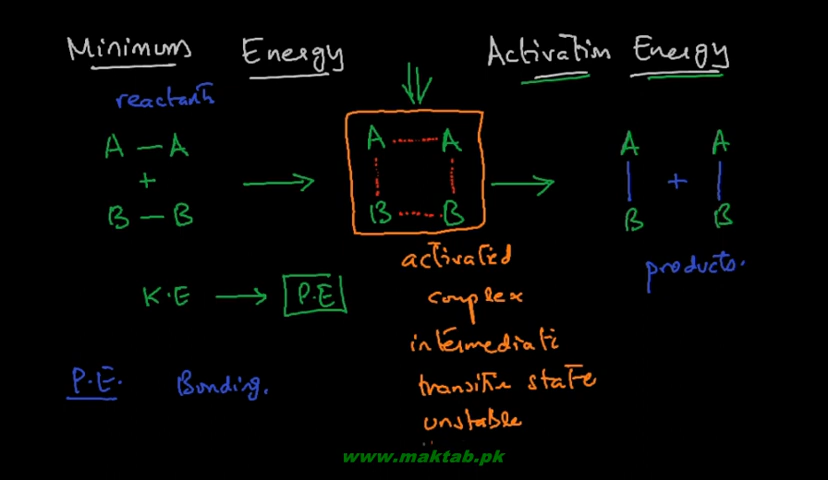 Minimum Energy Activation Energy
reactants
A — A
+
B — B
A A
B B
A + A
B B
activated
complex
intermediate
transition state
unstable
products.
K.E → P.E
P.E. Bonding.
www.maktab.pk